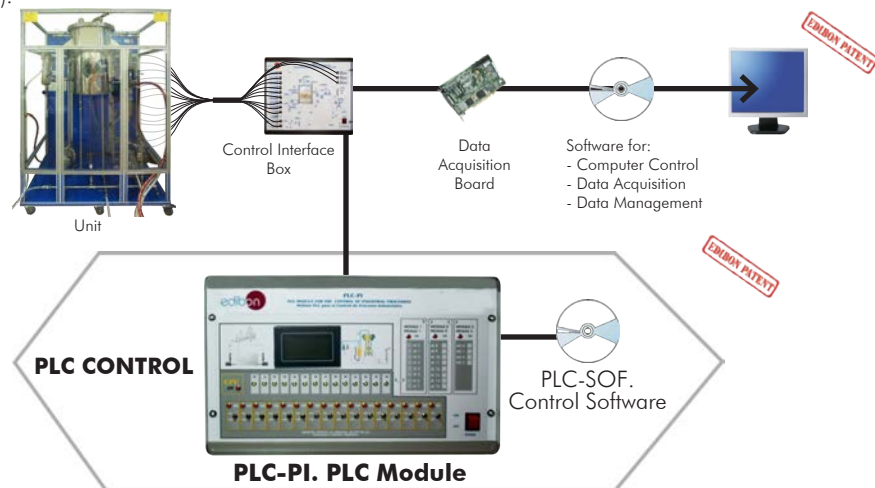 ).
EDIBON PATENT
Control Interface
Box
Data
Acquisition
Board
Software for:
- Computer Control
- Data Acquisition
- Data Management
Unit
EDIBON PATENT
edibon
PLC-PI
PLC CONTROL
PLC-SOF.
Control Software
PLC-PI. PLC Module